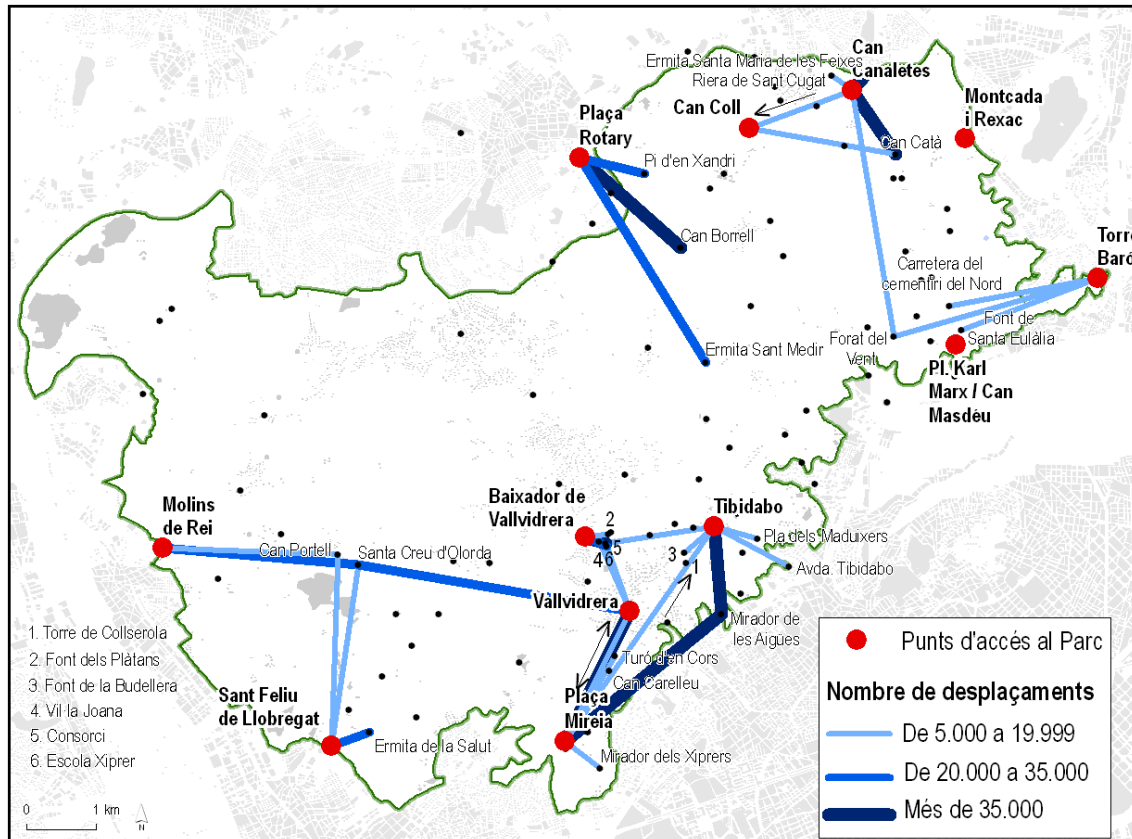 Ermita Santa Maria de les Feixes
Riera de Sant Cugat
Can
Canaletes
Can Coll
Montcada
i Rexac
Plaça
Rotary
Can Catà
Pi d'en Xandri
Can Borrell
Torre
Baró
Carretera del
cementiri del Nord
Font de
Santa Eulàlia
Forat del
Vent
Ermita Sant Medir
Pl. Karl
Marx / Can
Masdéu
Molins
de Rei
Baixador de
Vallvidrera
Tibidabo
2
5
4
6
3
1
Pla dels Maduixers
Avda. Tibidabo
Can Portell
Santa Creu d'Olorda
Vallvidrera
Mirador de
les Aigües
1. Torre de Collserola
2. Font dels Plàtans
3. Font de la Budellera
4. Vil·la Joana
5. Consorci
6. Escola Xiprer
Turó d'en Cors
Can Carelleu
Plaça
Mireia
Sant Feliu
de Llobregat
Ermita de la Salut
Mirador dels Xiprers
0 1 km
N
Punts d'accés al Parc
Nombre de desplaçaments
De 5.000 a 19.999
De 20.000 a 35.000
Més de 35.000